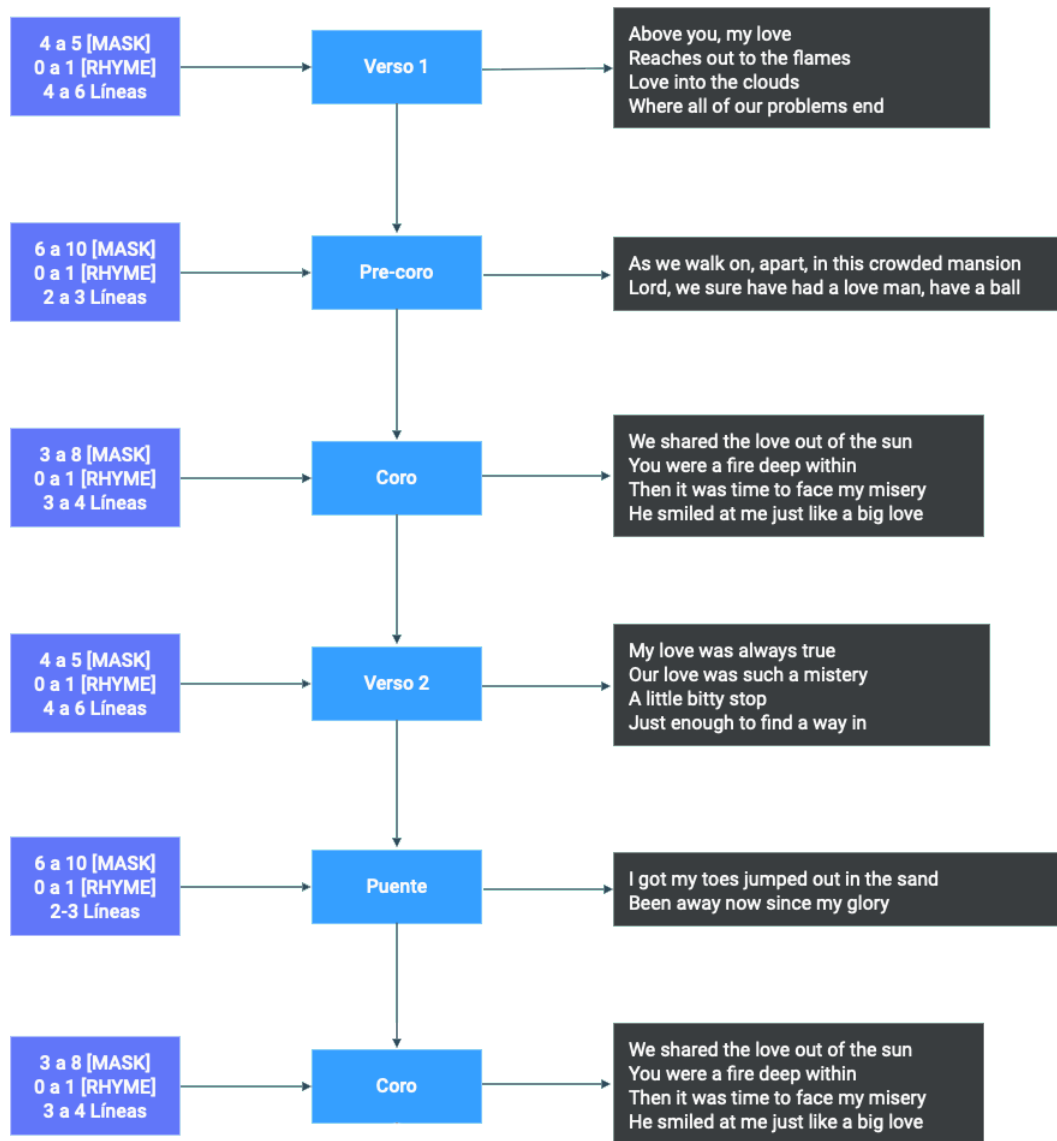 4 a 5 [MASK]
0 a 1 [RHYME]
4 a 6 Líneas
Verso 1
Above you, my love
Reaches out to the flames
Love into the clouds
Where all of our problems end
6 a 10 [MASK]
0 a 1 [RHYME]
2 a 3 Líneas
Pre-coro
As we walk on, apart, in this crowded mansion
Lord, we sure have had a love man, have a ball
3 a 8 [MASK]
0 a 1 [RHYME]
3 a 4 Líneas
Coro
We shared the love out of the sun
You were a fire deep within
Then it was time to face my misery
He smiled at me just like a big love
4 a 5 [MASK]
0 a 1 [RHYME]
4 a 6 Líneas
Verso 2
My love was always true
Our love was such a mistery
A little bitty stop
Just enough to find a way in
6 a 10 [MASK]
0 a 1 [RHYME]
2-3 Líneas
Puente
I got my toes jumped out in the sand
Been away now since my glory
3 a 8 [MASK]
0 a 1 [RHYME]
3 a 4 Líneas
Coro
We shared the love out of the sun
You were a fire deep within
Then it was time to face my misery
He smiled at me just like a big love